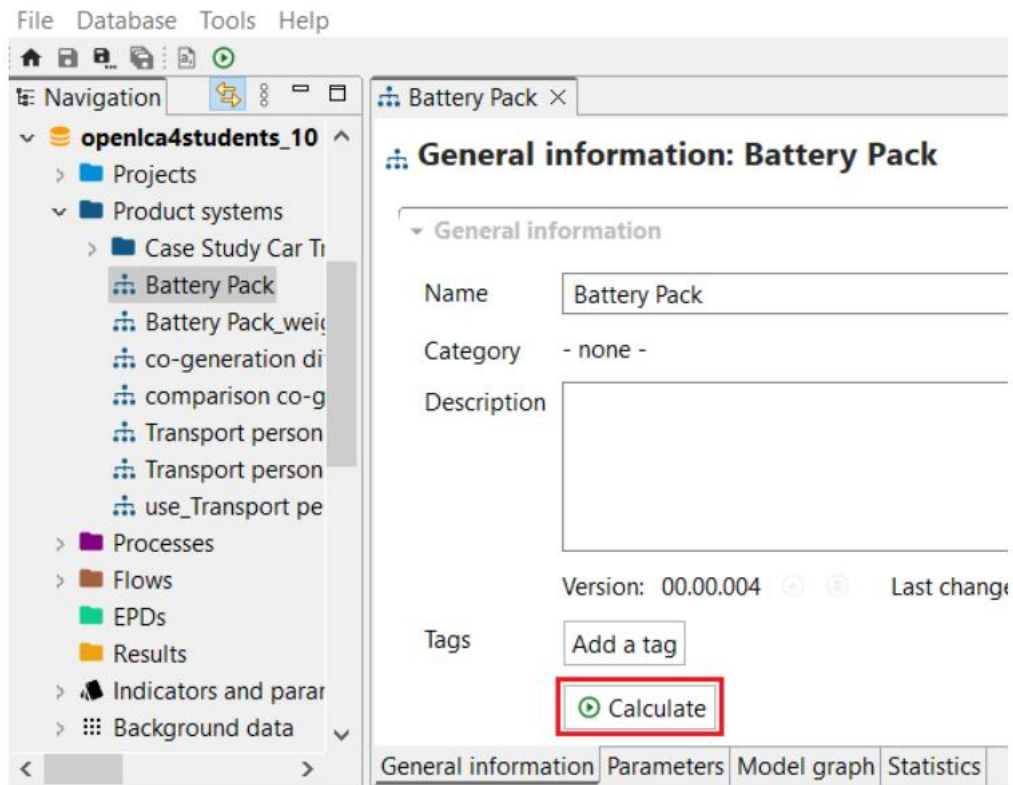 File Database Tools Help
Navigation
openlca4students_10
Projects
Product systems
Case Study Car Tr
Battery Pack
Battery Pack_weig
co-generation di
comparison co-g
Transport person
Transport person
use_Transport pe
Processes
Flows
EPDs
Results
Indicators and parar
Background data
Battery Pack
General information: Battery Pack
General information
Name Battery Pack
Category - none -
Description
Version: 00.00.004 Last change
Tags Add a tag
Calculate
General information Parameters Model graph Statistics